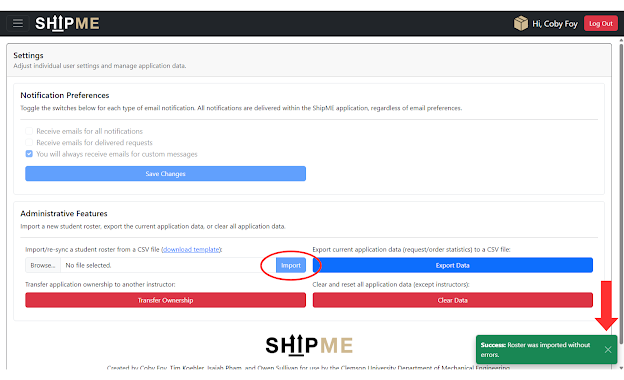 SHIPME
Hi, Coby Foy
Log Out
Settings
Adjust individual user settings and manage application data.
Notification Preferences
Toggle the switches below for each type of email notification. All notifications are delivered within the ShipME application, regardless of email preferences.
Receive emails for all notifications
Receive emails for delivered requests
You will always receive emails for custom messages
Save Changes
Administrative Features
Import a new student roster, export the current application data, or clear all application data.
Import/re-sync a student roster from a CSV file (download template):
Browse... No file selected.
Import
Export current application data (request/order statistics) to a CSV file:
Export Data
Transfer application ownership to another instructor:
Transfer Ownership
Clear and reset all application data (except instructors):
Clear Data
SHIPME
Success: Roster was imported without
errors.
Created by Coby Foy, Tim Koehler, Isaiah Pham, and Owen Sullivan for use by the Clemson University Department of Mechanical Engineering